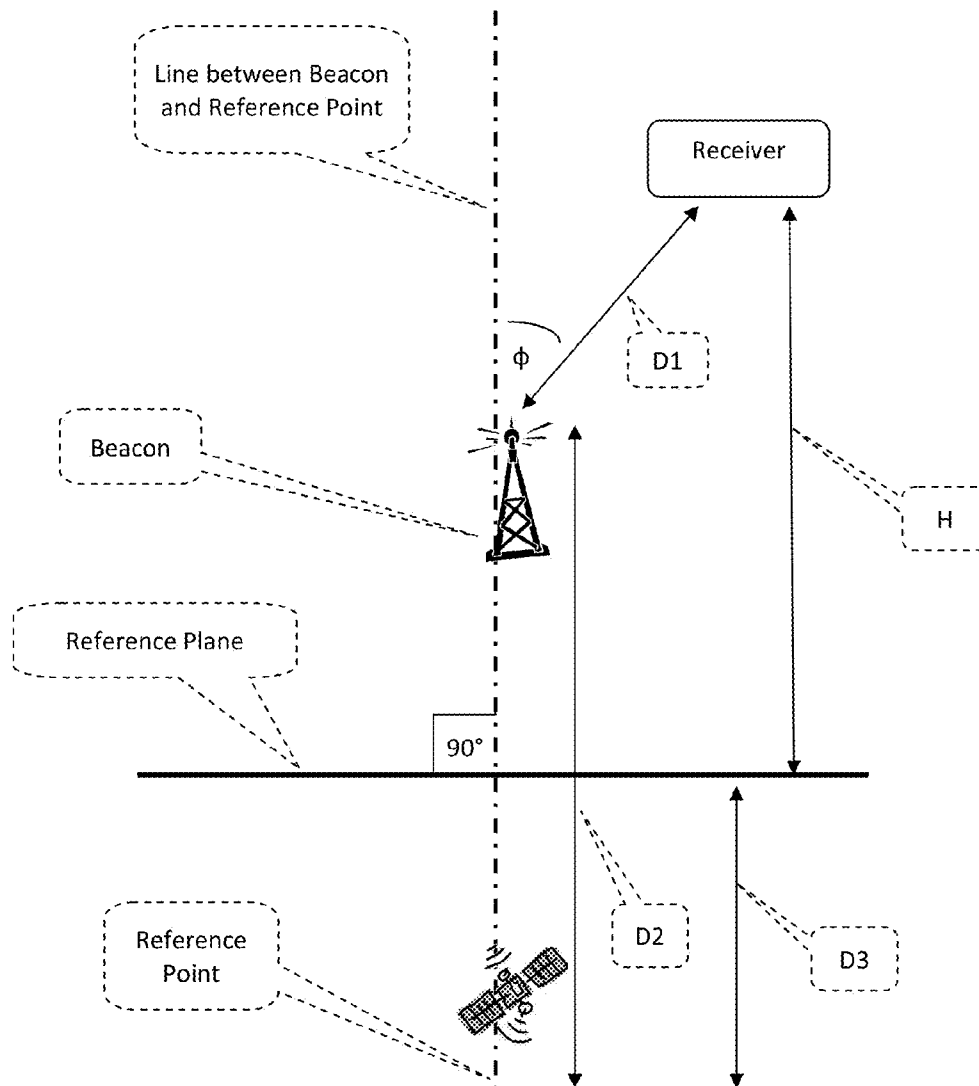 Line between Beacon
and Reference Point
Receiver
ϕ
D1
Beacon
H
Reference Plane
90°
D2
D3
Reference
Point